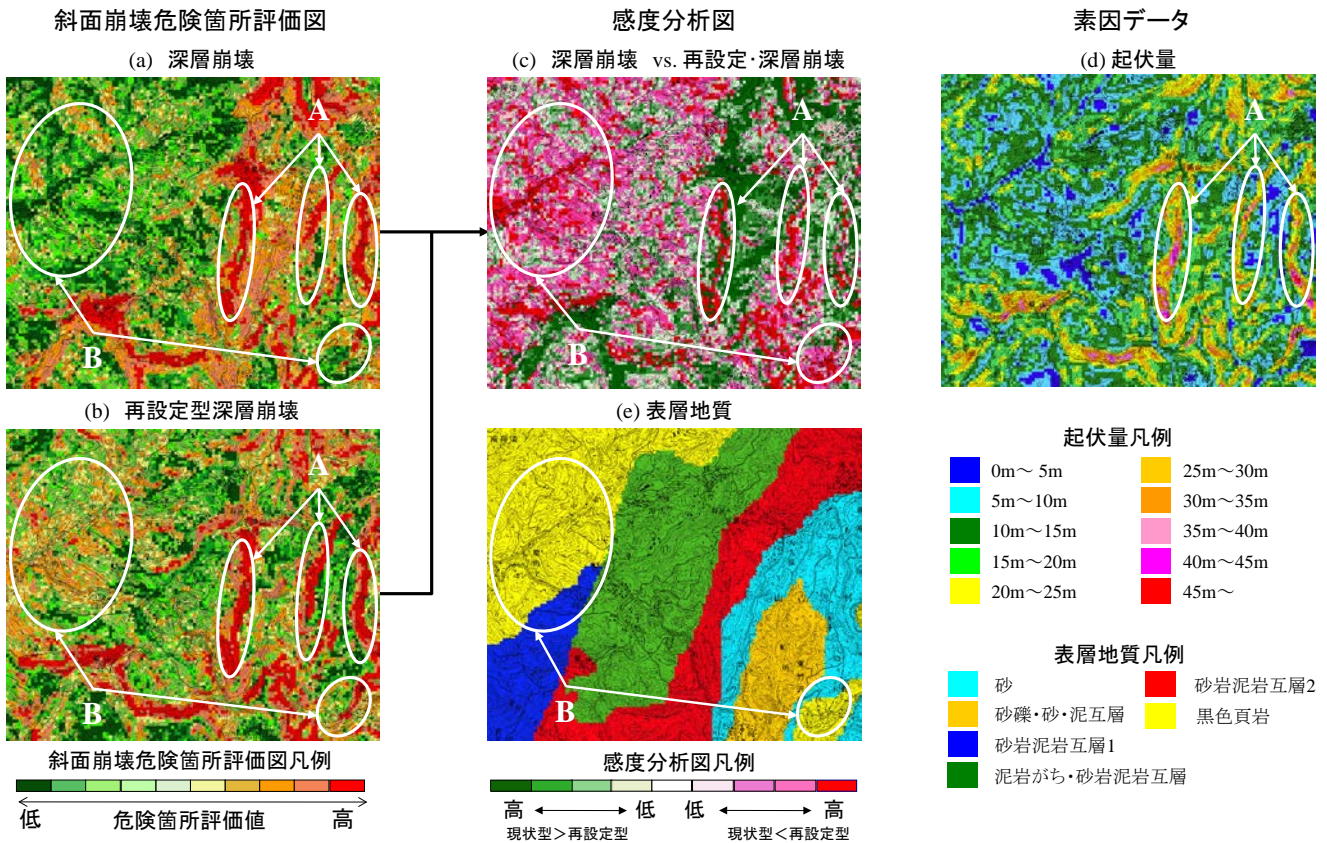 斜面崩壊危険箇所評価図
感度分析図
素因データ
(a) 深層崩壊
(c) 深層崩壊 vs. 再設定・深層崩壊
(d) 起伏量
A
A
A
B
B
(b) 再設定型深層崩壊
(e) 表層地質
A
B
B
起伏量凡例
0m～ 5m
25m～30m
5m～10m
30m～35m
10m～15m
35m～40m
15m～20m
40m～45m
20m～25m
45m～
表層地質凡例
砂
砂岩泥岩互層2
砂礫・砂・泥互層
黒色頁岩
砂岩泥岩互層1
泥岩がち・砂岩泥岩互層
斜面崩壊危険箇所評価図凡例
低 危険箇所評価値 高
感度分析図凡例
高 低 低 高
現状型＞再設定型 現状型＜再設定型